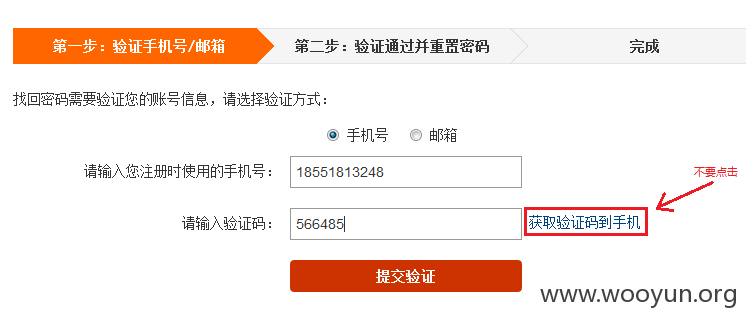 第一步：验证手机号/邮箱 第二步：验证通过并重置密码 完成
找回密码需要验证您的账号信息，请选择验证方式：
手机号 邮箱
请输入您注册时使用的手机号： 18551813248 不要点击
请输入验证码： 566485 获取验证码到手机
提交验证
www.wooyun.org